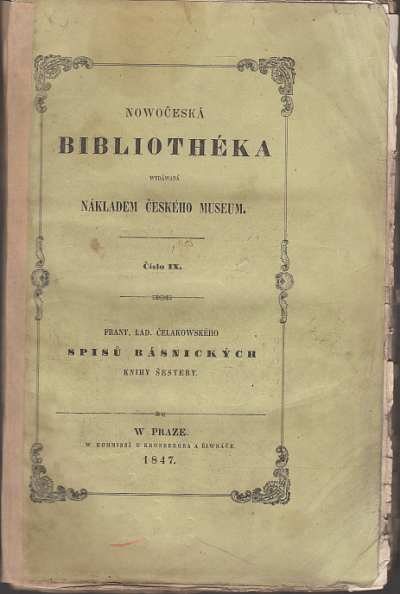 NOWOČESKÁ
BIBLIOTHÉKA
WYDÁWANÁ
NÁKLADEM ČESKÉHO MUSEUM.
Číslo IX.
FRANT. LAD. ČELAKOWSKÉHO
SPISŮ BÁSNICKÝCH
KNIHY ŠESTERY.
W PRAZE.
W KOMMISSÍ U KRONBERGRA A ŘIWNÁČE.
1847.